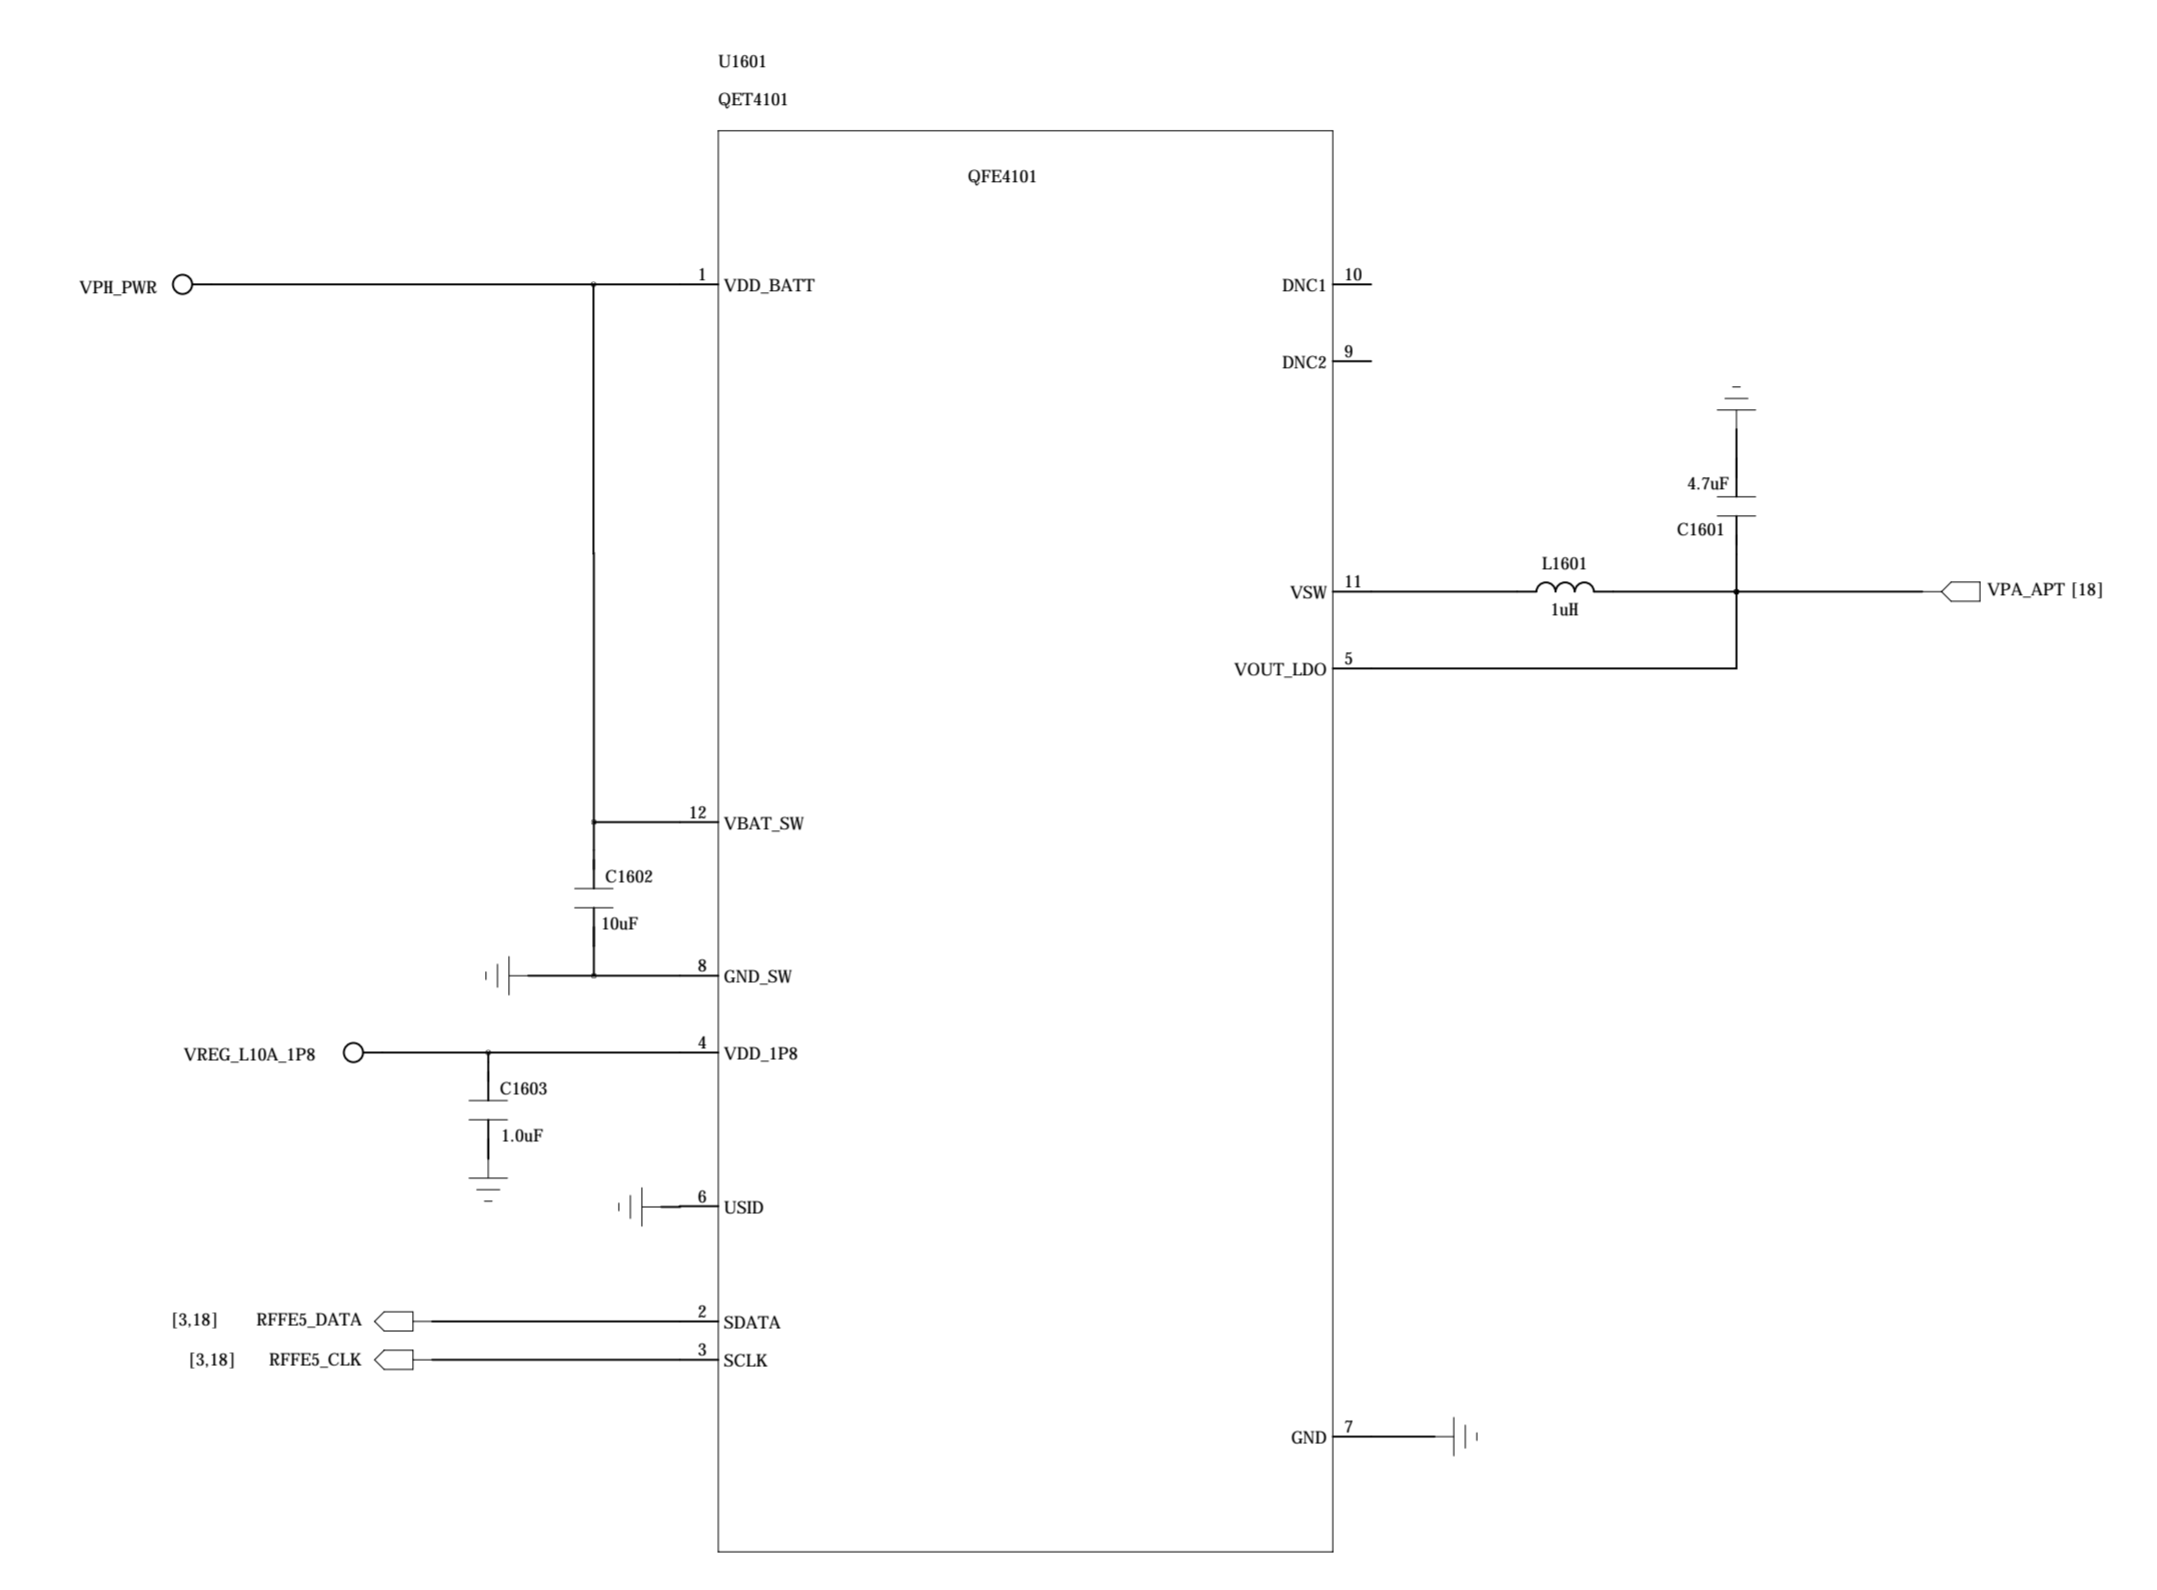 U1601
QET4101
QFE4101
VPH_PWR
1
VDD_BATT
DNC1
10
DNC2
9
4.7uF
C1601
L1601
1uH
VSW
11
VPA_APT [18]
VOUT_LDO
5
12
VBAT_SW
C1602
10uF
8
GND_SW
VREG_L10A_1P8
4
VDD_1P8
C1603
1.0uF
6
USID
[3,18] RFFE5_DATA
2
SDATA
[3,18] RFFE5_CLK
3
SCLK
GND
7